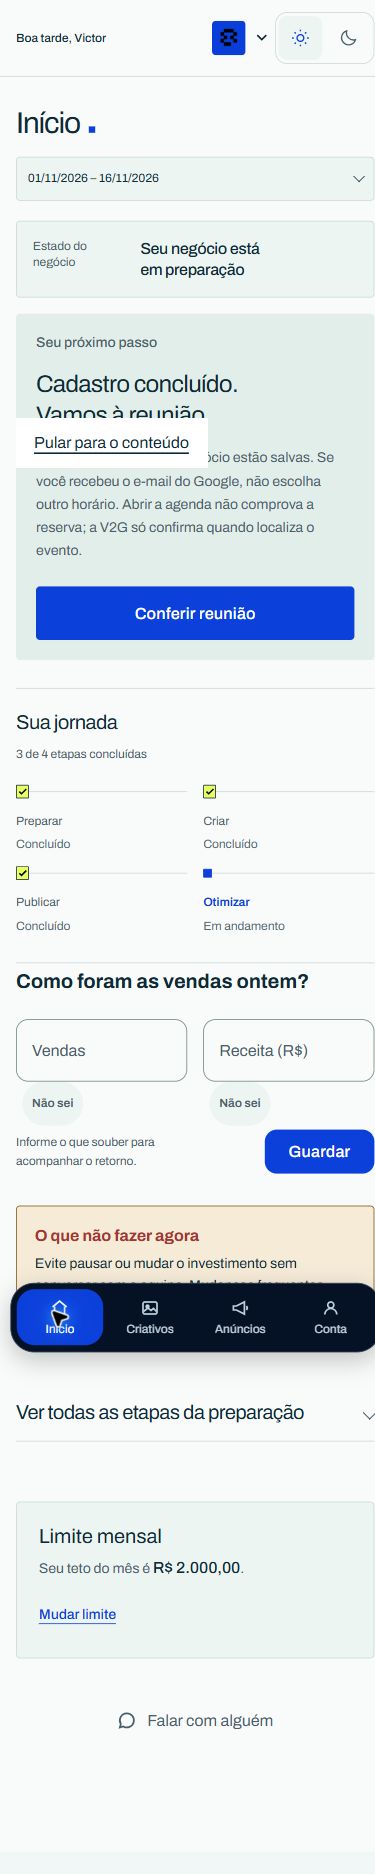 Boa tarde, Victor
Início
01/11/2026 – 16/11/2026
Estado do
negócio
Seu negócio está
em preparação
Seu próximo passo
Cadastro concluído.
Vamos à reunião
Pular para o conteúdo
estão salvas. Se
você recebeu o e-mail do Google, não escolha
outro horário. Abrir a agenda não comprova a
reserva; a V2G só confirma quando localiza o
evento.
Conferir reunião
Sua jornada
3 de 4 etapas concluídas
Preparar
Concluído
Criar
Concluído
Publicar
Concluído
Otimizar
Em andamento
Como foram as vendas ontem?
Vendas
Receita (R$)
Não sei
Não sei
Informe o que souber para
acompanhar o retorno.
Guardar
O que não fazer agora
Evite pausar ou mudar o investimento sem
Início
Criativos
Anúncios
Conta
Ver todas as etapas da preparação
Limite mensal
Seu teto do mês é R$ 2.000,00.
Mudar limite
Falar com alguém